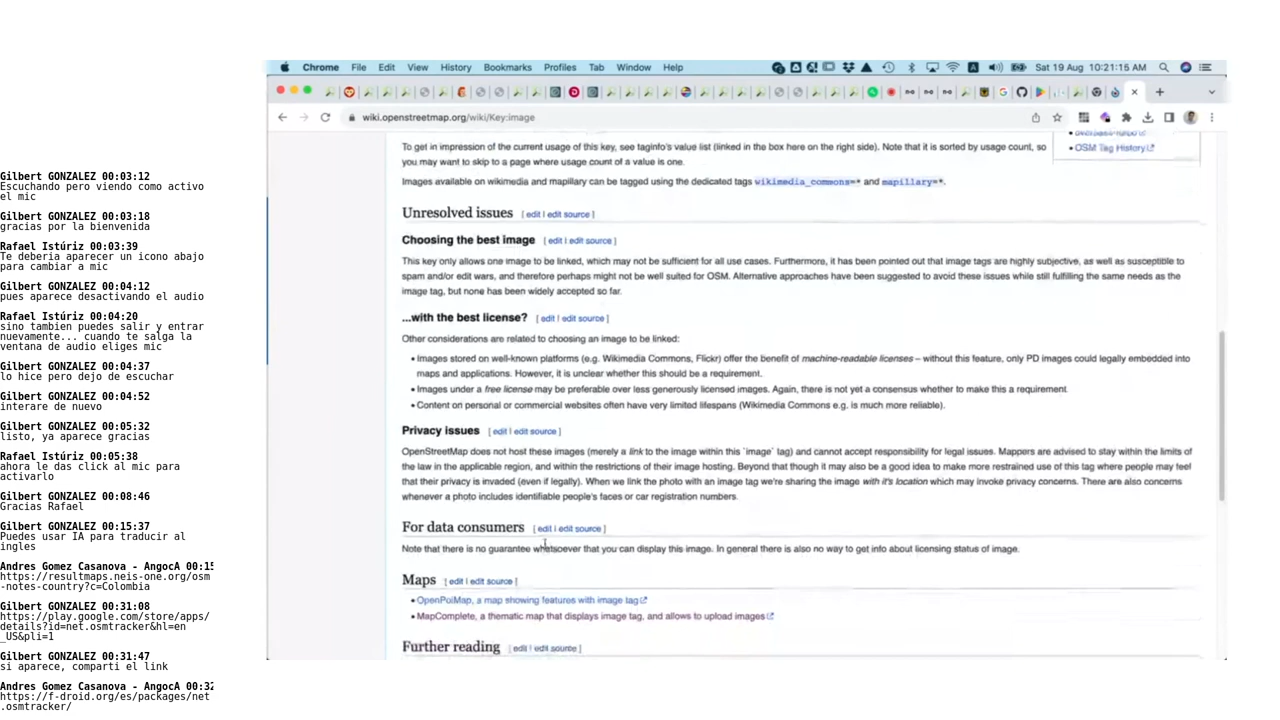 Gilbert GONZALEZ 00:03:12
Escuchando pero viendo como activo
el mic
Gilbert GONZALEZ 00:03:18
gracias por la bienvenida
Rafael Istúriz 00:03:39
Te deberia aparecer un icono abajo
para cambiar a mic
Gilbert GONZALEZ 00:04:12
pues aparece desactivando el audio
Rafael Istúriz 00:04:20
sino tambien puedes salir y entrar
nuevamente... cuando te salga la
ventana de audio eliges mic
Gilbert GONZALEZ 00:04:37
lo hice pero dejo de escuchar
Gilbert GONZALEZ 00:04:52
interare de nuevo
Gilbert GONZALEZ 00:05:32
listo, ya aparece gracias
Rafael Istúriz 00:05:38
ahora le das click al mic para
activarlo
Gilbert GONZALEZ 00:08:46
Gracias Rafael
Gilbert GONZALEZ 00:15:37
Puedes usar IA para traducir al
ingles
Andres Gomez Casanova - AngocA 00:15
https://resultmaps.neis-one.org/osm
-notes-country?c=Colombia
Gilbert GONZALEZ 00:31:08
https://play.google.com/store/apps/
details?id=net.osmtracker&hl=en
_US&pli=1
Gilbert GONZALEZ 00:31:47
si aparece, comparti el link
Andres Gomez Casanova - AngocA 00:32
https://f-droid.org/es/packages/net
.osmtracker/
Chrome File Edit View History Bookmarks Profiles Tab Window Help Sat 19 Aug 10:21:15 AM
wiki.openstreetmap.org/wiki/Key:image
OSM Tag History
To get in impression of the current usage of this key, see taginfo's value list (linked in the box here on the right side). Note that it is sorted by usage count, so
you may want to skip to a page where usage count of a value is one.
Images available on wikimedia and mapillary can be tagged using the dedicated tags wikimedia_commons=* and mapillary=*.
Unresolved issues [ edit | edit source ]
Choosing the best image [ edit | edit source ]
This key only allows one image to be linked, which may not be sufficient for all use cases. Furthermore, it has been pointed out that image tags are highly subjective, as well as susceptible to
spam and/or edit wars, and therefore perhaps might not be well suited for OSM. Alternative approaches have been suggested to avoid these issues while still fulfilling the same needs as the
image tag, but none has been widely accepted so far.
...with the best license? [ edit | edit source ]
Other considerations are related to choosing an image to be linked:
• Images stored on well-known platforms (e.g. Wikimedia Commons, Flickr) offer the benefit of machine-readable licenses – without this feature, only PD images could legally embedded into
maps and applications. However, it is unclear whether this should be a requirement.
• Images under a free license may be preferable over less generously licensed images. Again, there is not yet a consensus whether to make this a requirement.
• Content on personal or commercial websites often have very limited lifespans (Wikimedia Commons e.g. is much more reliable).
Privacy issues [ edit | edit source ]
OpenStreetMap does not host these images (merely a link to the image within this `image` tag) and cannot accept responsibility for legal issues. Mappers are advised to stay within the limits of
the law in the applicable region, and within the restrictions of their image hosting. Beyond that though it may also be a good idea to make more restrained use of this tag where people may feel
that their privacy is invaded (even if legally). When we link the photo with an image tag we're sharing the image with it's location which may invoke privacy concerns. There are also concerns
whenever a photo includes identifiable people's faces or car registration numbers.
For data consumers [ edit | edit source ]
Note that there is no guarantee whatsoever that you can display this image. In general there is also no way to get info about licensing status of image.
Maps [ edit | edit source ]
• OpenPoiMap, a map showing features with image tag
• MapComplete, a thematic map that displays image tag, and allows to upload images
Further reading [ edit | edit source ]